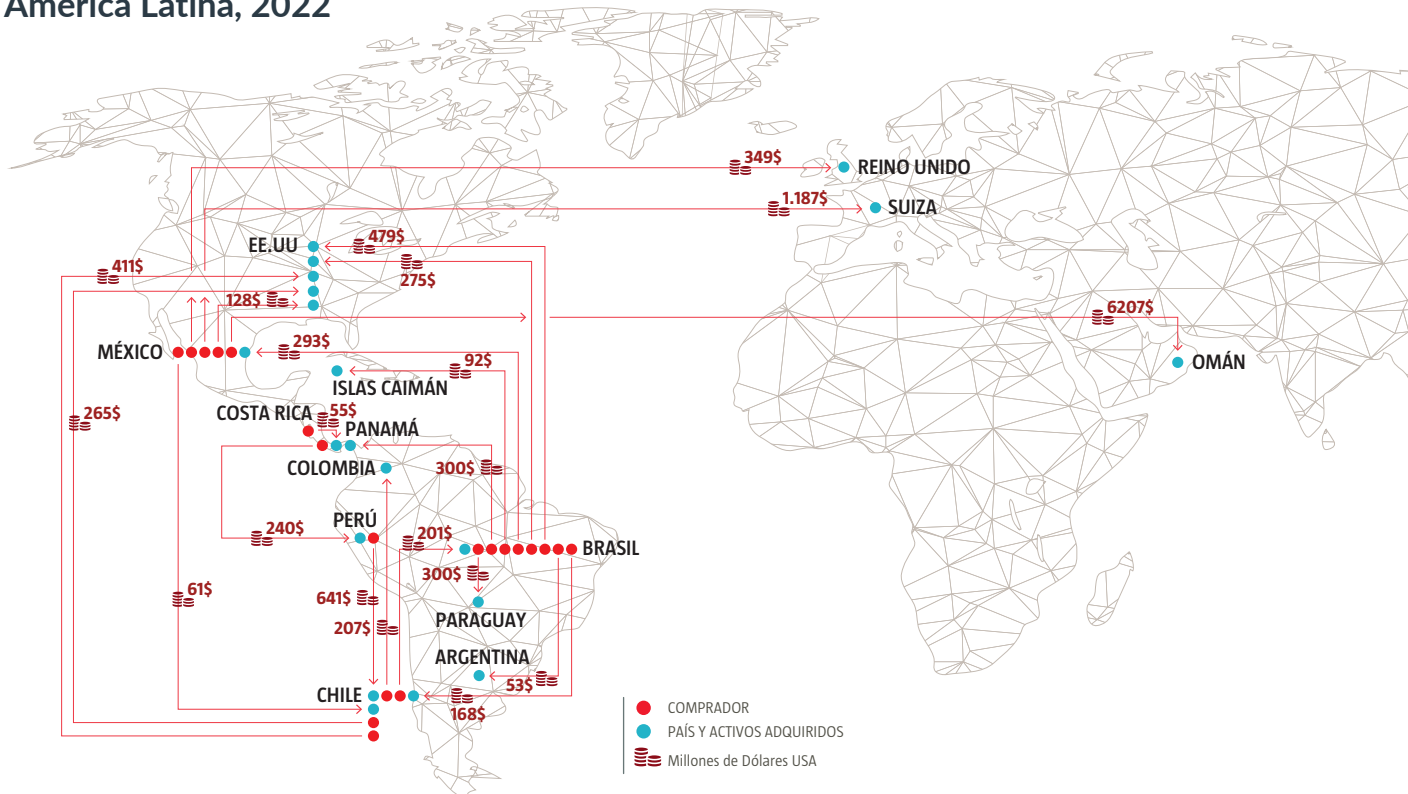 América Latina, 2022
349$
REINO UNIDO
1.187$
SUIZA
EE.UU
479$
411$
275$
128$
6207$
MÉXICO
293$
92$
OMÁN
ISLAS CAIMÁN
265$
COSTA RICA
55$
PANAMÁ
COLOMBIA
300$
PERÚ
240$
201$
BRASIL
300$
61$
641$
PARAGUAY
207$
ARGENTINA
53$
CHILE
168$
COMPRADOR
PAÍS Y ACTIVOS ADQUIRIDOS
Millones de Dólares USA